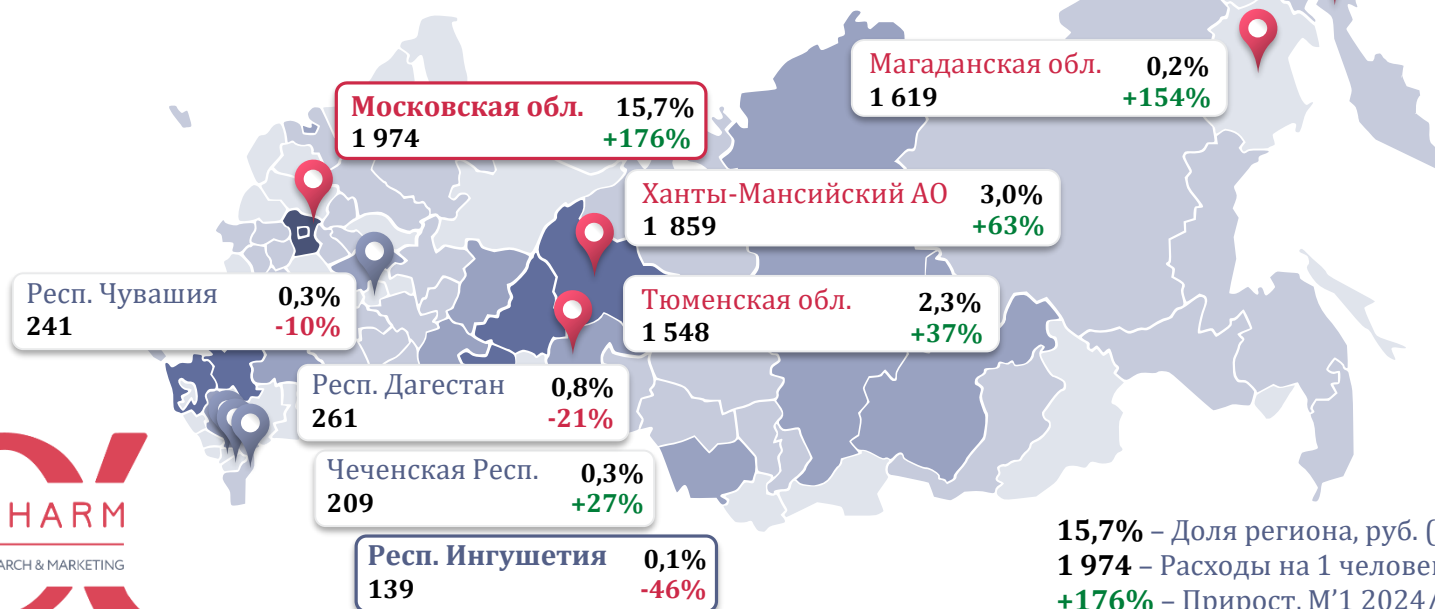 Магаданская обл. 0,2%
1 619 +154%
Московская обл. 15,7%
1 974 +176%
Ханты-Мансийский АО 3,0%
1 859 +63%
Респ. Чувашия 0,3%
241 -10%
Тюменская обл. 2,3%
1 548 +37%
Респ. Дагестан 0,8%
261 -21%
Чеченская Респ. 0,3%
209 +27%
Респ. Ингушетия 0,1%
139 -46%
HARM
ARCH & MARKETING
15,7% – Доля региона, руб. (
1 974 – Расходы на 1 человек
+176% – Прирост, М’1 2024/